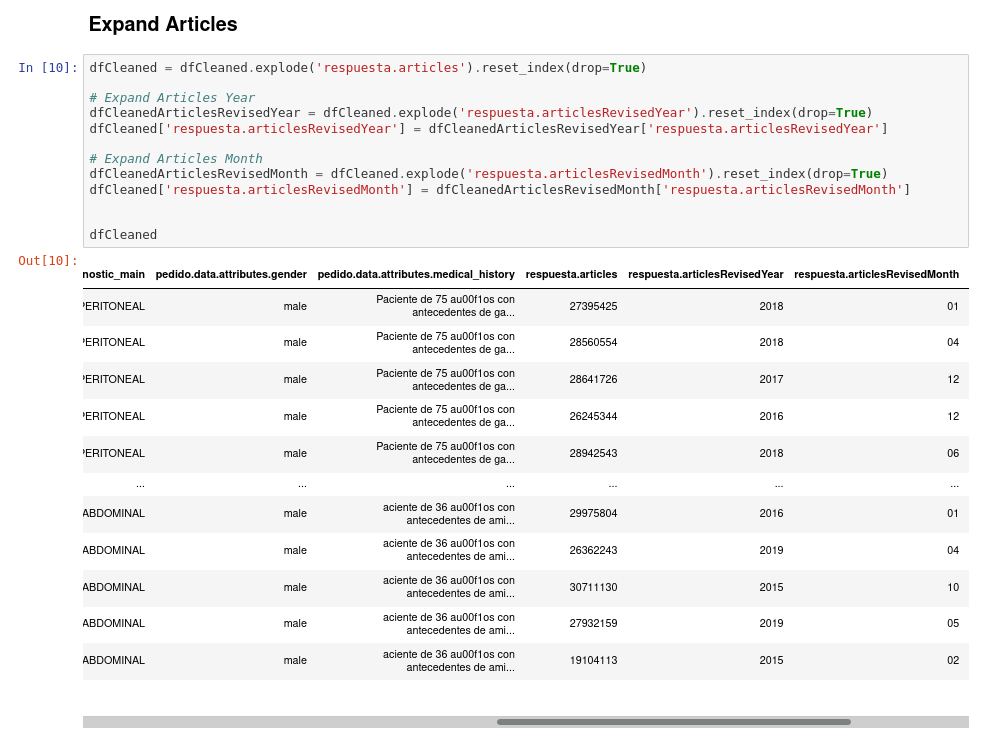 Expand Articles
In [10]: dfCleaned = dfCleaned.explode('respuesta.articles').reset_index(drop=True)
# Expand Articles Year
dfCleanedArticlesRevisedYear = dfCleaned.explode('respuesta.articlesRevisedYear').reset_index(drop=True)
dfCleaned['respuesta.articlesRevisedYear'] = dfCleanedArticlesRevisedYear['respuesta.articlesRevisedYear']
# Expand Articles Month
dfCleanedArticlesRevisedMonth = dfCleaned.explode('respuesta.articlesRevisedMonth').reset_index(drop=True)
dfCleaned['respuesta.articlesRevisedMonth'] = dfCleanedArticlesRevisedMonth['respuesta.articlesRevisedMonth']
dfCleaned
Out[10]:
nostic_main pedido.data.attributes.gender pedido.data.attributes.medical_history respuesta.articles respuesta.articlesRevisedYear respuesta.articlesRevisedMonth
PERITONEAL male Paciente de 75 au00f1os con antecedentes de ga... 27395425 2018 01
PERITONEAL male Paciente de 75 au00f1os con antecedentes de ga... 28560554 2018 04
PERITONEAL male Paciente de 75 au00f1os con antecedentes de ga... 28641726 2017 12
PERITONEAL male Paciente de 75 au00f1os con antecedentes de ga... 26245344 2016 12
PERITONEAL male Paciente de 75 au00f1os con antecedentes de ga... 28942543 2018 06
... ... ... ... ... ...
ABDOMINAL male aciente de 36 au00f1os con antecedentes de ami... 29975804 2016 01
ABDOMINAL male aciente de 36 au00f1os con antecedentes de ami... 26362243 2019 04
ABDOMINAL male aciente de 36 au00f1os con antecedentes de ami... 30711130 2015 10
ABDOMINAL male aciente de 36 au00f1os con antecedentes de ami... 27932159 2019 05
ABDOMINAL male aciente de 36 au00f1os con antecedentes de ami... 19104113 2015 02